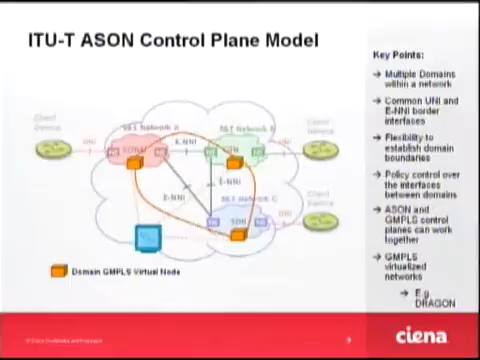 ITU-T ASON Control Plane Model
Key Points:
→ Multiple Domains
within a network
→ Common UNI and
E-NNI border
interfaces
→ Flexibility to
establish domain
boundaries
→ Policy control over
the interfaces
between domains
→ ASON and
GMPLS control
planes can work
together
→ GMPLS
virtualized
networks
→ E.g.
DRAGON
Client
Device
UNI
E-NNI
Client
Device
E-NNI
E-NNI
Client
Device
UNI
Domain GMPLS Virtual Node
ciena